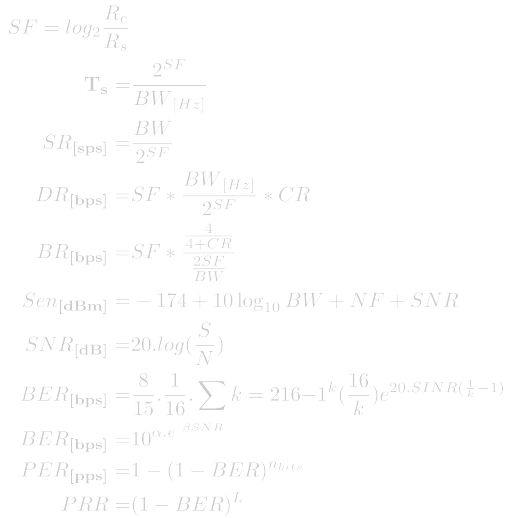 SF = log₂ R_c / R_s
T_s = 2^{SF} / BW_{[Hz]}
SR_{[sps]} = BW / 2^{SF}
DR_{[bps]} = SF * BW_{[Hz]} / 2^{SF} * CR
BR_{[bps]} = SF * (4 / 4+CR) / (2SF / BW)
Sen_{[dBm]} = − 174 + 10 log₁₀ BW + NF + SNR
SNR_{[dB]} = 20.log(S / N)
BER_{[bps]} = 8 / 15 . 1 / 16 . ∑ k = 216−1^k (16 / k) e^{20.SINR(1/k −1)}
BER_{[bps]} = 10^{α.e^{βSNR}}
PER_{[pps]} = 1 − (1 − BER)^{n_{bits}}
PRR = (1 − BER)^L